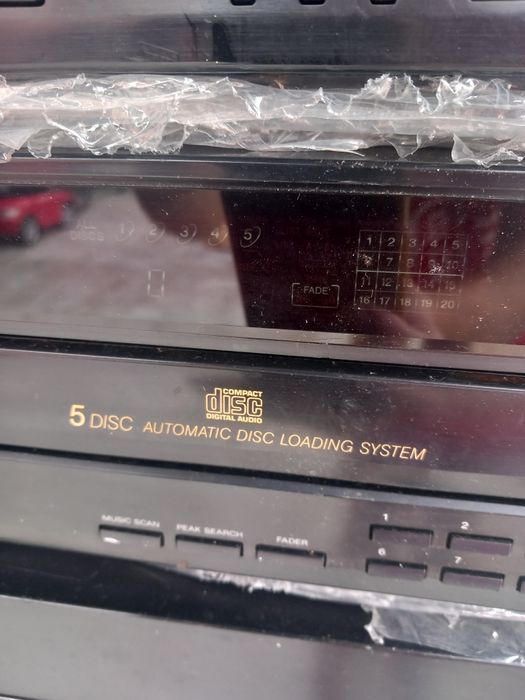 ALL DISCS 1 2 3 4 5
1 2 3 4 5
7 8 9 10
FADE
11 12 13 14 15
16 17 18 19 20
COMPACT
disc
DIGITAL AUDIO
5 DISC AUTOMATIC DISC LOADING SYSTEM
MUSIC SCAN PEAK SEARCH FADER 1 2
6 7